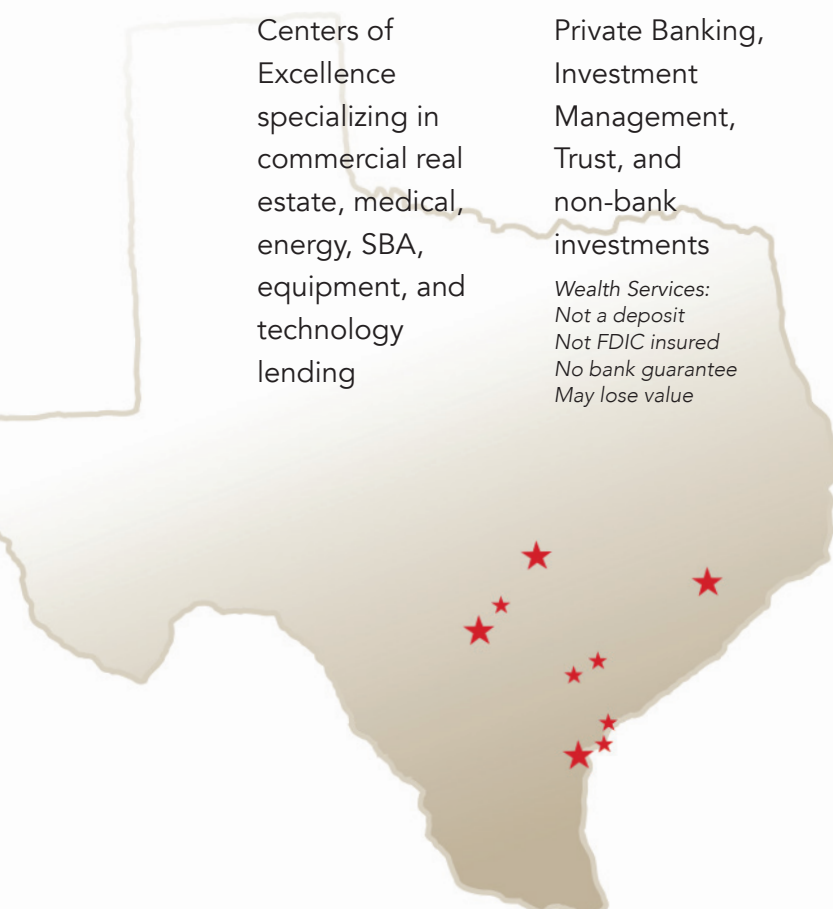 Centers of
Excellence
specializing in
commercial real
estate, medical,
energy, SBA,
equipment, and
technology
lending
Private Banking,
Investment
Management,
Trust, and
non-bank
investments
Wealth Services:
Not a deposit
Not FDIC insured
No bank guarantee
May lose value